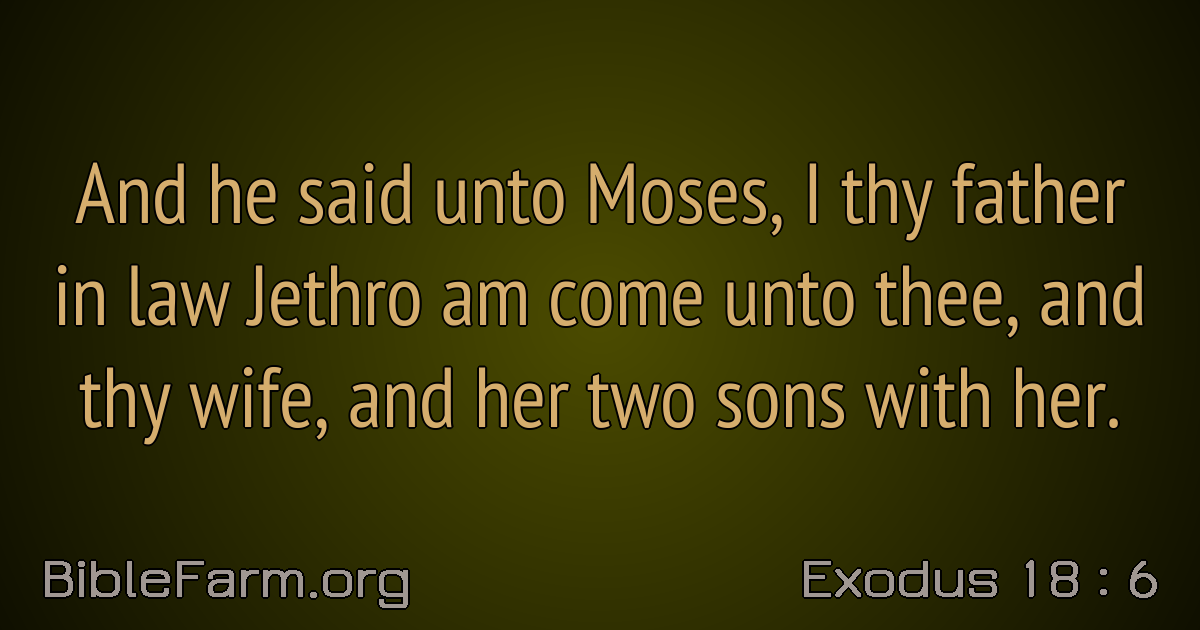 And he said unto Moses, I thy father
in law Jethro am come unto thee, and
thy wife, and her two sons with her.
BibleFarm.org
Exodus 18 : 6